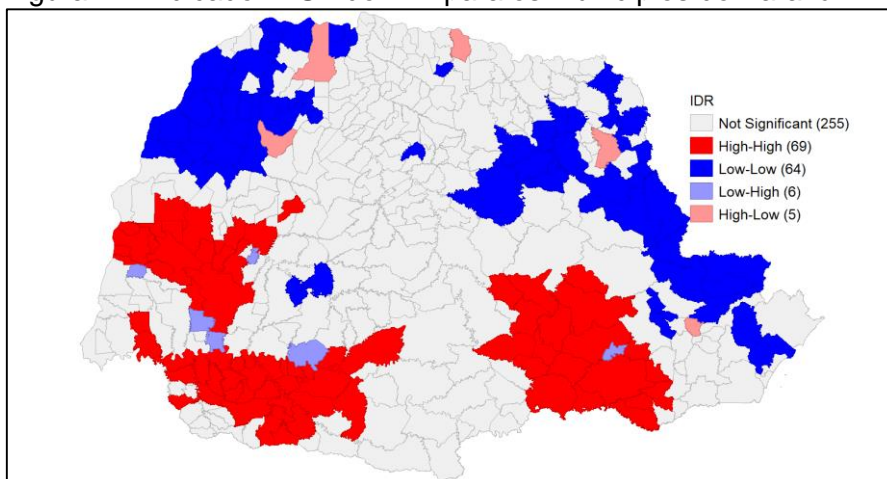 IDR
Not Significant (255)
High-High (69)
Low-Low (64)
Low-High (6)
High-Low (5)